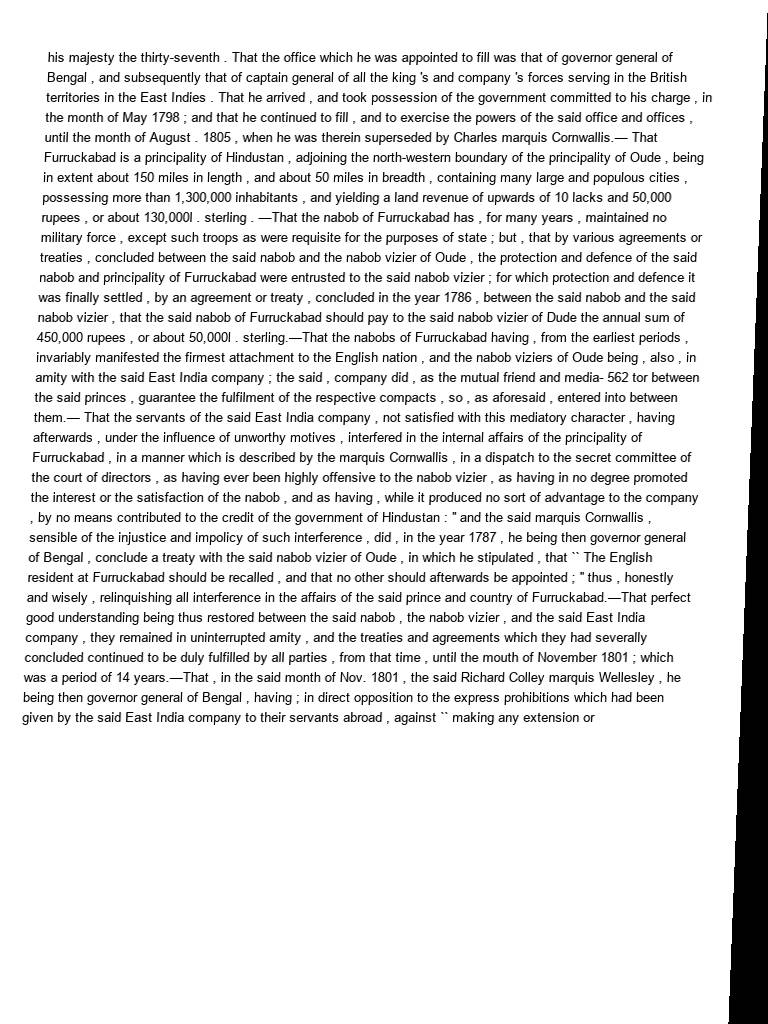 his majesty the thirty-seventh . That the office which he was appointed to fill was that of governor general of
Bengal , and subsequently that of captain general of all the king 's and company 's forces serving in the British
territories in the East Indies . That he arrived , and took possession of the government committed to his charge , in
the month of May 1798 ; and that he continued to fill , and to exercise the powers of the said office and offices ,
until the month of August . 1805 , when he was therein superseded by Charles marquis Cornwallis.— That
Furruckabad is a principality of Hindustan , adjoining the north-western boundary of the principality of Oude , being
in extent about 150 miles in length , and about 50 miles in breadth , containing many large and populous cities ,
possessing more than 1,300,000 inhabitants , and yielding a land revenue of upwards of 10 lacks and 50,000
rupees , or about 130,000l . sterling . —That the nabob of Furruckabad has , for many years , maintained no
military force , except such troops as were requisite for the purposes of state ; but , that by various agreements or
treaties , concluded between the said nabob and the nabob vizier of Oude , the protection and defence of the said
nabob and principality of Furruckabad were entrusted to the said nabob vizier ; for which protection and defence it
was finally settled , by an agreement or treaty , concluded in the year 1786 , between the said nabob and the said
nabob vizier , that the said nabob of Furruckabad should pay to the said nabob vizier of Dude the annual sum of
450,000 rupees , or about 50,000l . sterling.—That the nabobs of Furruckabad having , from the earliest periods ,
invariably manifested the firmest attachment to the English nation , and the nabob viziers of Oude being , also , in
amity with the said East India company ; the said , company did , as the mutual friend and media- 562 tor between
the said princes , guarantee the fulfilment of the respective compacts , so , as aforesaid , entered into between
them.— That the servants of the said East India company , not satisfied with this mediatory character , having
afterwards , under the influence of unworthy motives , interfered in the internal affairs of the principality of
Furruckabad , in a manner which is described by the marquis Cornwallis , in a dispatch to the secret committee of
the court of directors , as having ever been highly offensive to the nabob vizier , as having in no degree promoted
the interest or the satisfaction of the nabob , and as having , while it produced no sort of advantage to the company
, by no means contributed to the credit of the government of Hindustan : " and the said marquis Cornwallis ,
sensible of the injustice and impolicy of such interference , did , in the year 1787 , he being then governor general
of Bengal , conclude a treaty with the said nabob vizier of Oude , in which he stipulated , that `` The English
resident at Furruckabad should be recalled , and that no other should afterwards be appointed ; " thus , honestly
and wisely , relinquishing all interference in the affairs of the said prince and country of Furruckabad.—That perfect
good understanding being thus restored between the said nabob , the nabob vizier , and the said East India
company , they remained in uninterrupted amity , and the treaties and agreements which they had severally
concluded continued to be duly fulfilled by all parties , from that time , until the mouth of November 1801 ; which
was a period of 14 years.—That , in the said month of Nov. 1801 , the said Richard Colley marquis Wellesley , he
being then governor general of Bengal , having ; in direct opposition to the express prohibitions which had been
given by the said East India company to their servants abroad , against `` making any extension or